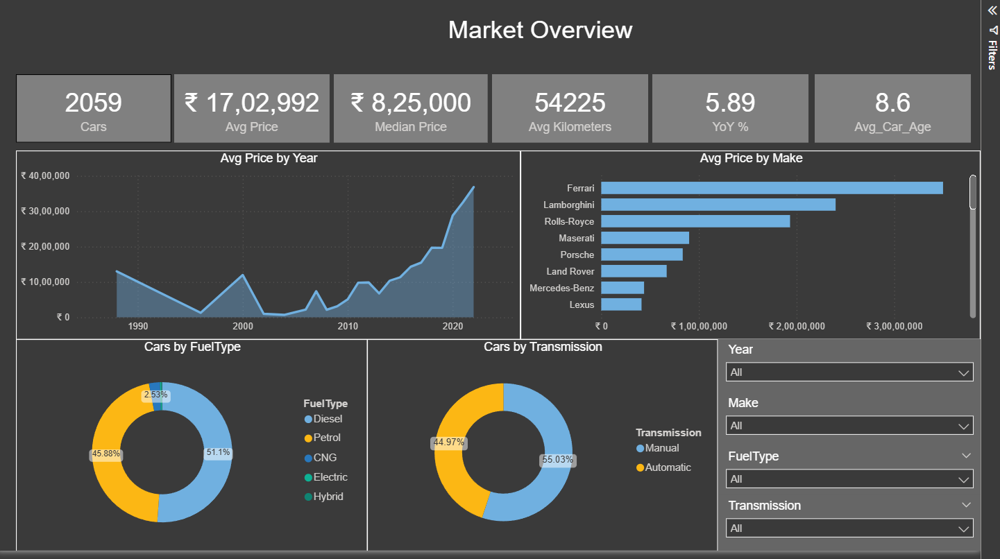 Market Overview
Filters
2059
Cars
₹ 17,02,992
Avg Price
₹ 8,25,000
Median Price
54225
Avg Kilometers
5.89
YoY %
8.6
Avg_Car_Age
Avg Price by Year
₹ 40,00,000
₹ 30,00,000
₹ 20,00,000
₹ 10,00,000
₹ 0
1990 2000 2010 2020
Avg Price by Make
Ferrari
Lamborghini
Rolls-Royce
Maserati
Porsche
Land Rover
Mercedes-Benz
Lexus
₹ 0 ₹ 1,00,00,000 ₹ 2,00,00,000 ₹ 3,00,00,000
Cars by FuelType
2.53%
45.88%
51.1%
FuelType
Diesel
Petrol
CNG
Electric
Hybrid
Cars by Transmission
44.97%
55.03%
Transmission
Manual
Automatic
Year
All
Make
All
FuelType
All
Transmission
All